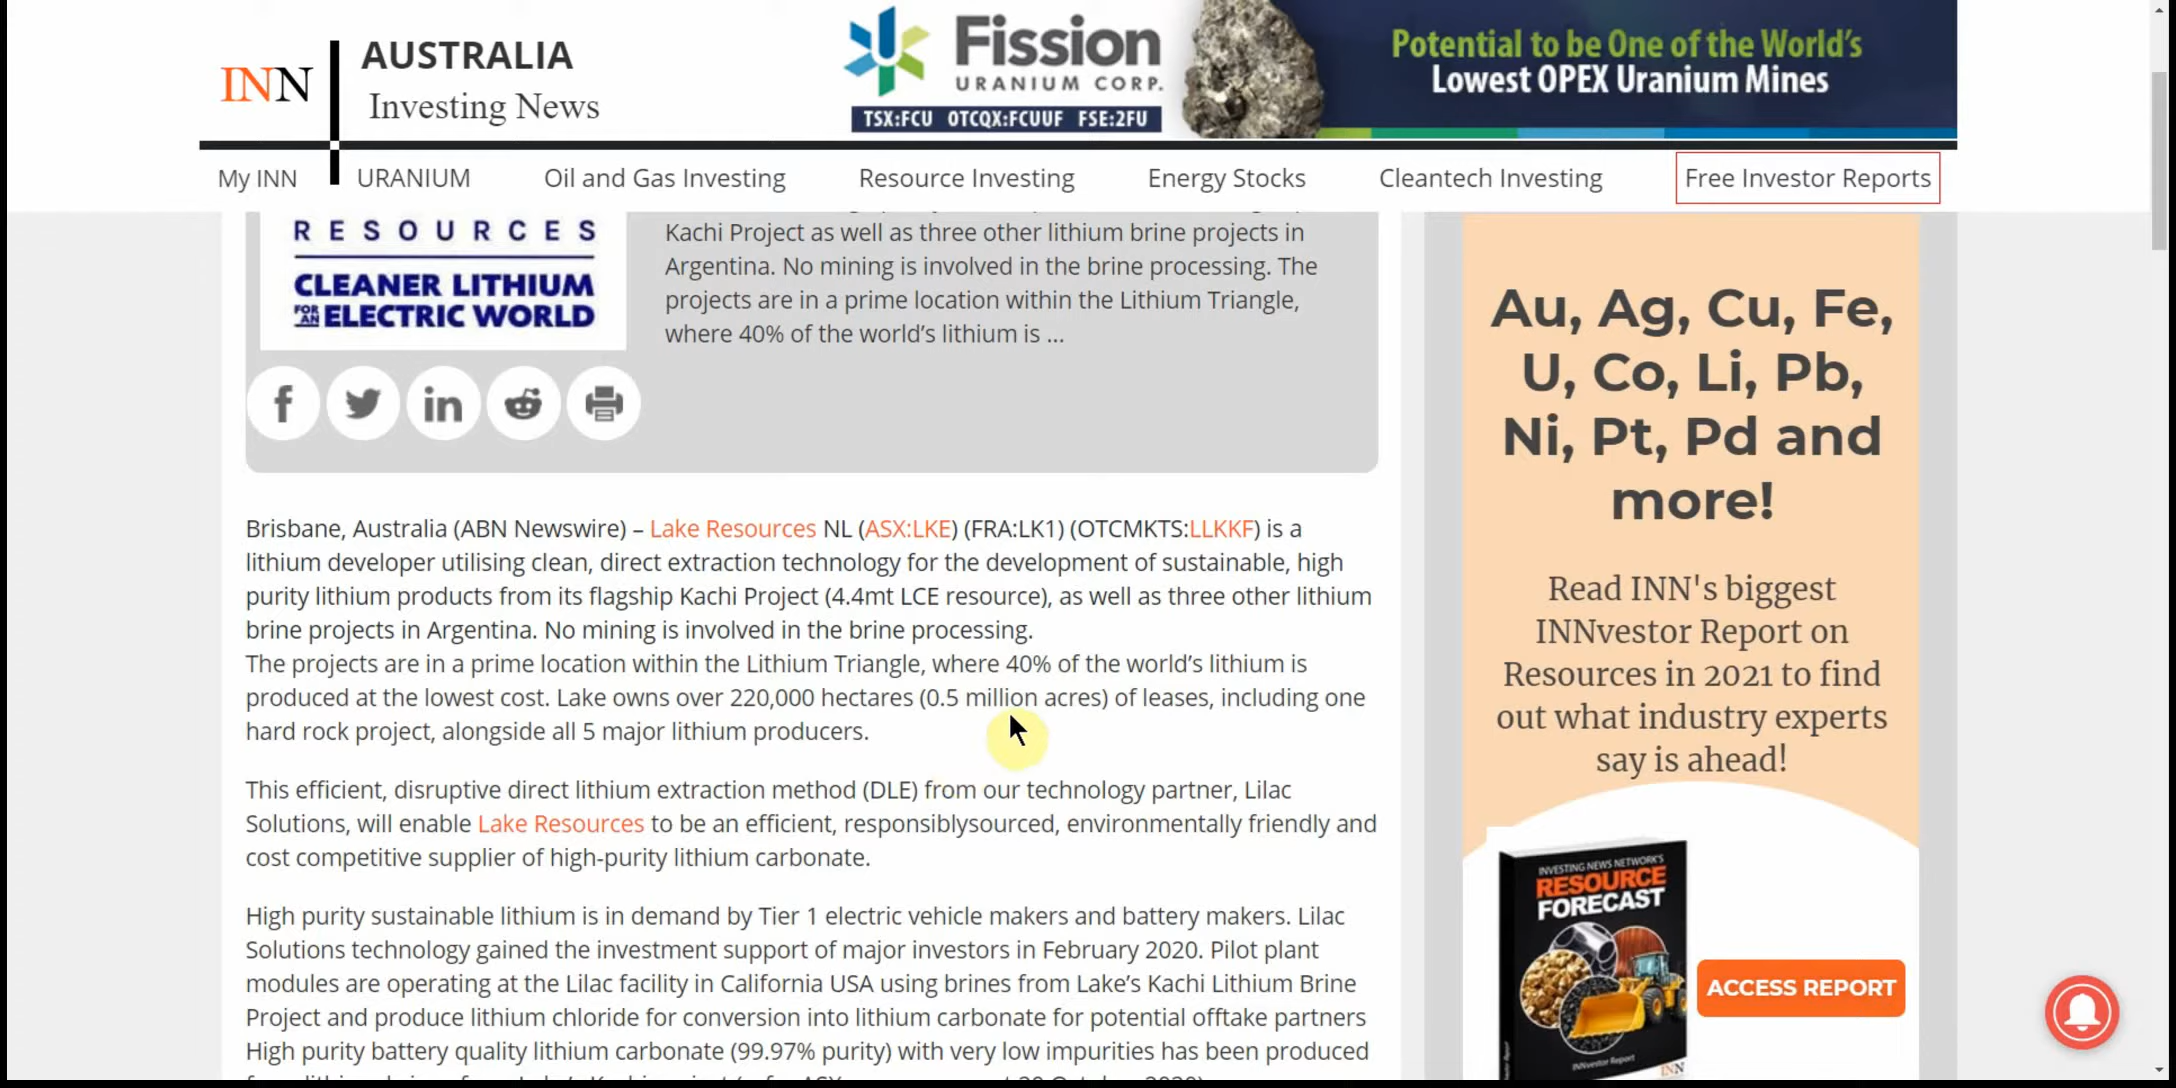 INN
AUSTRALIA
Investing News
Fission
URANIUM CORP.
TSX:FCU OTCQX:FCUUF FSE:2FU
Potential to be One of the World's
Lowest OPEX Uranium Mines
My INN
URANIUM
Oil and Gas Investing
Resource Investing
Energy Stocks
Cleantech Investing
Free Investor Reports
RESOURCES
CLEANER LITHIUM
FOR AN ELECTRIC WORLD
Kachi Project as well as three other lithium brine projects in
Argentina. No mining is involved in the brine processing. The
projects are in a prime location within the Lithium Triangle,
where 40% of the world's lithium is ...
Brisbane, Australia (ABN Newswire) – Lake Resources NL (ASX:LKE) (FRA:LK1) (OTCMKTS:LLKKF) is a
lithium developer utilising clean, direct extraction technology for the development of sustainable, high
purity lithium products from its flagship Kachi Project (4.4mt LCE resource), as well as three other lithium
brine projects in Argentina. No mining is involved in the brine processing.
The projects are in a prime location within the Lithium Triangle, where 40% of the world's lithium is
produced at the lowest cost. Lake owns over 220,000 hectares (0.5 million acres) of leases, including one
hard rock project, alongside all 5 major lithium producers.
This efficient, disruptive direct lithium extraction method (DLE) from our technology partner, Lilac
Solutions, will enable Lake Resources to be an efficient, responsiblysourced, environmentally friendly and
cost competitive supplier of high-purity lithium carbonate.
High purity sustainable lithium is in demand by Tier 1 electric vehicle makers and battery makers. Lilac
Solutions technology gained the investment support of major investors in February 2020. Pilot plant
modules are operating at the Lilac facility in California USA using brines from Lake's Kachi Lithium Brine
Project and produce lithium chloride for conversion into lithium carbonate for potential offtake partners
High purity battery quality lithium carbonate (99.97% purity) with very low impurities has been produced
Au, Ag, Cu, Fe,
U, Co, Li, Pb,
Ni, Pt, Pd and
more!
Read INN's biggest
INNvestor Report on
Resources in 2021 to find
out what industry experts
say is ahead!
INVESTING NEWS NETWORK'S
RESOURCE
FORECAST
INNvestor Report
INN
ACCESS REPORT